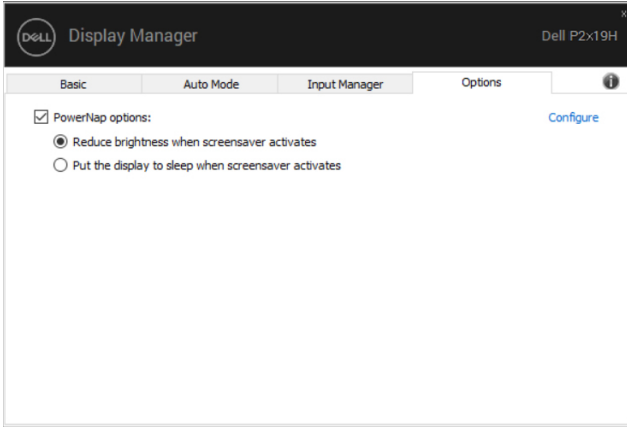 x
DELL Display Manager Dell P2x19H
Basic Auto Mode Input Manager Options i
PowerNap options: Configure
Reduce brightness when screensaver activates
Put the display to sleep when screensaver activates